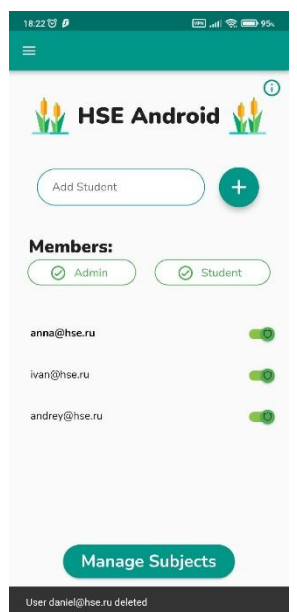 18:22 VPN 95%
HSE Android
Add Student
Members:
Admin Student
anna@hse.ru
ivan@hse.ru
andrey@hse.ru
Manage Subjects
User daniel@hse.ru deleted